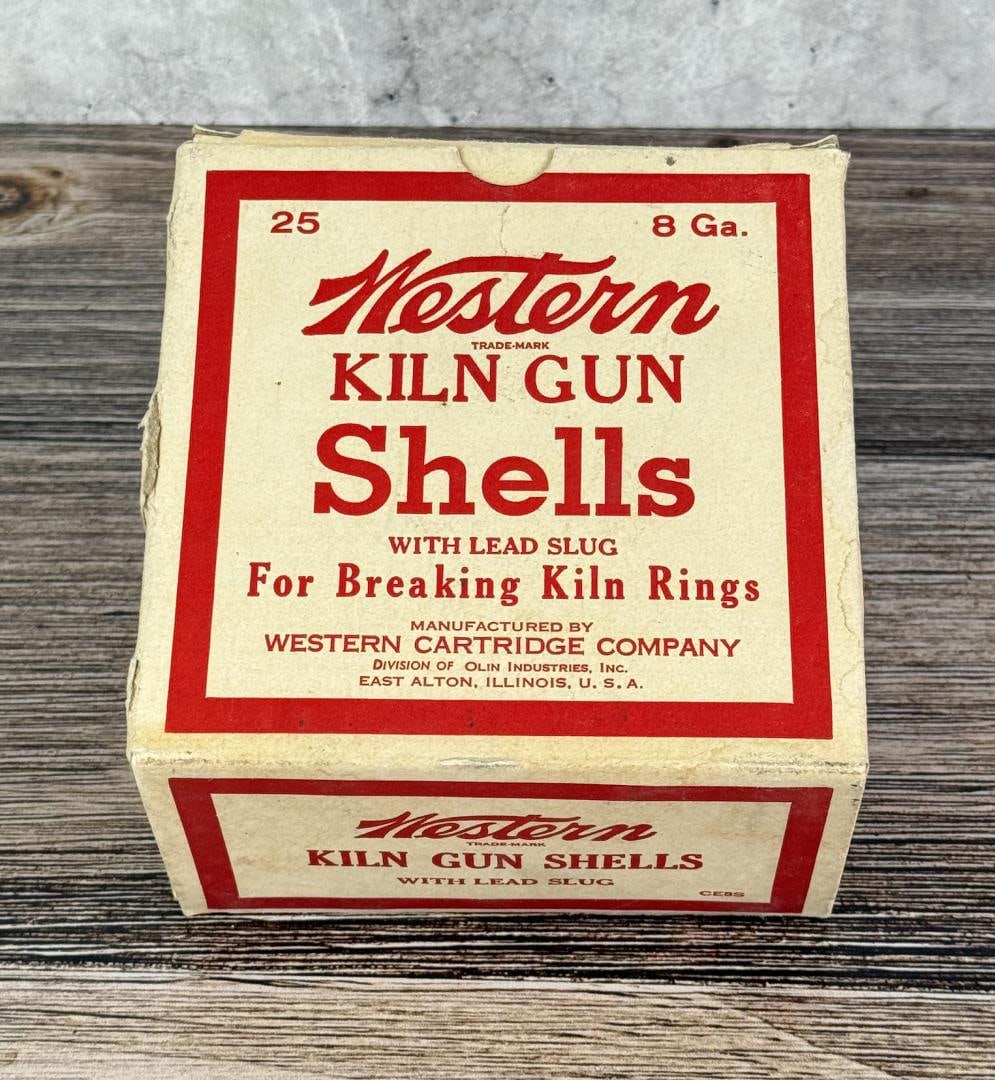 25 8 Ga.
Western
TRADE-MARK
KILN GUN
Shells
WITH LEAD SLUG
For Breaking Kiln Rings
MANUFACTURED BY
WESTERN CARTRIDGE COMPANY
DIVISION OF OLIN INDUSTRIES, INC.
EAST ALTON, ILLINOIS, U. S. A.
Western
TRADE-MARK
KILN GUN SHELLS
WITH LEAD SLUG
CE8S